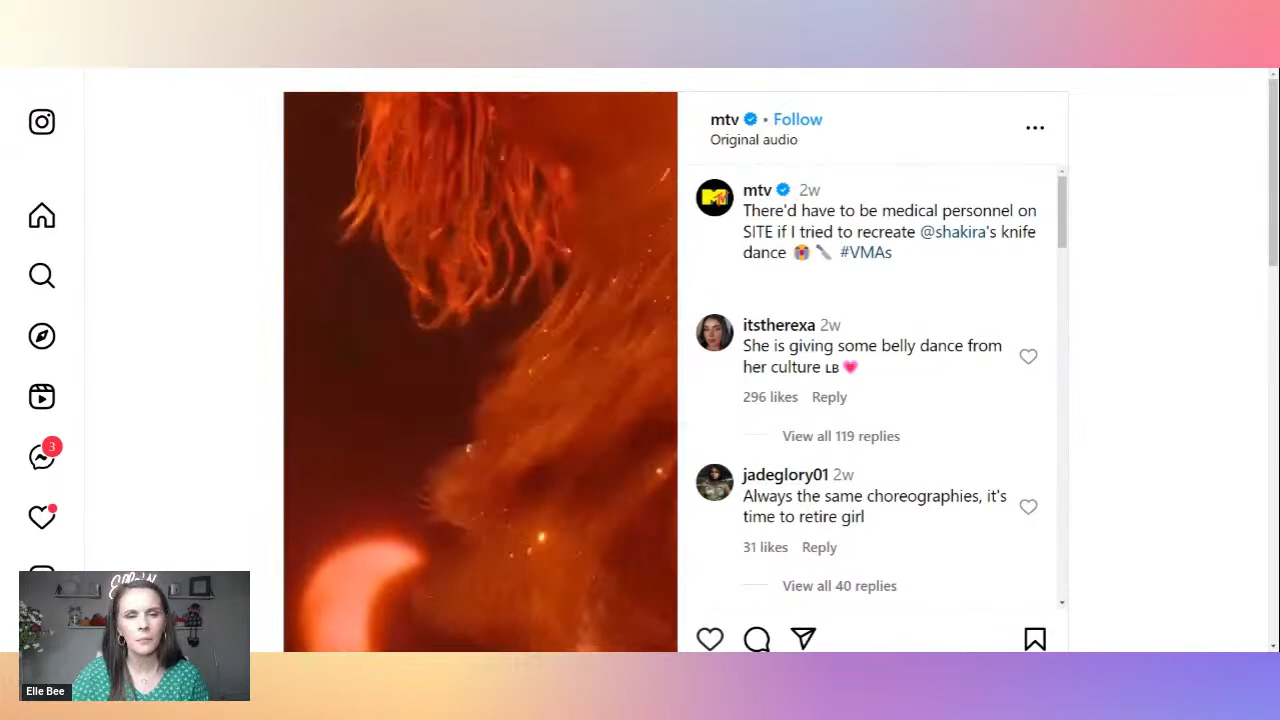 mtv • Follow
Original audio
mtv 2w
There'd have to be medical personnel on
SITE if I tried to recreate @shakira's knife
dance 😭 🔪 #VMAs
itstherexa 2w
She is giving some belly dance from
her culture ʟʙ 💗
296 likes Reply
View all 119 replies
jadeglory01 2w
Always the same choreographies, it's
time to retire girl
31 likes Reply
View all 40 replies
3
Elle Bee